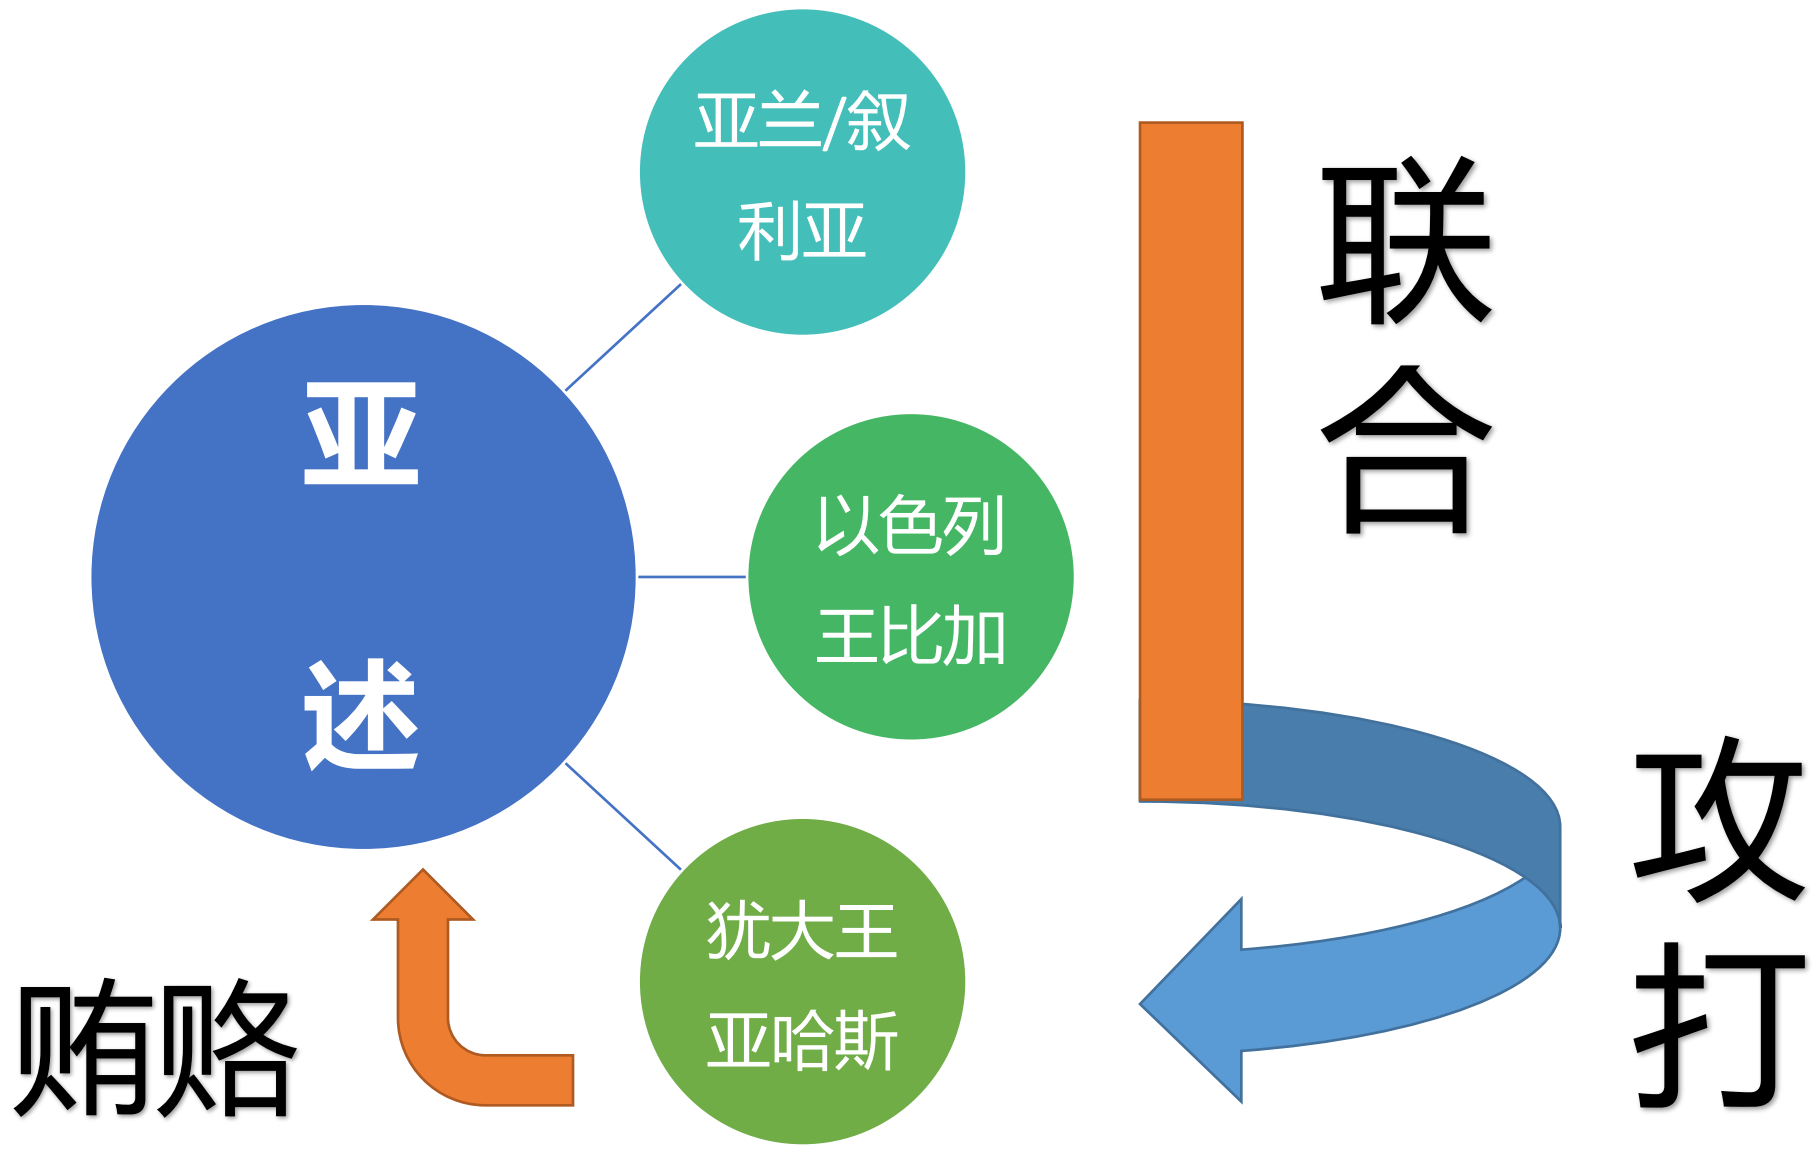 亚兰/叙
利亚
亚
述
以色列
王比加
犹大王
亚哈斯
联
合
攻
打
贿赂